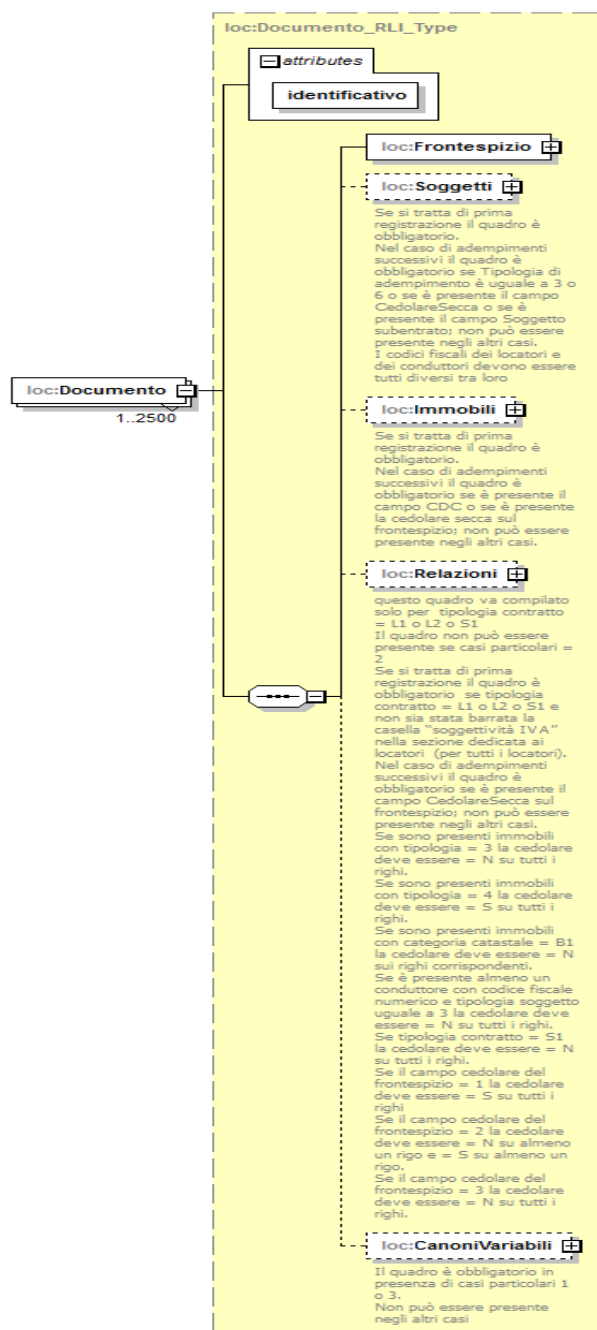 loc:Documento_RLI_Type
attributes
identificativo
loc:Frontespizio
loc:Soggetti
Se si tratta di prima
registrazione il quadro è
obbligatorio.
Nel caso di adempimenti
successivi il quadro è
obbligatorio se Tipologia di
adempimento è uguale a 3 o
6 o se è presente il campo
CedolareSecca o se è
presente il campo Soggetto
subentrato; non può essere
presente negli altri casi.
I codici fiscali dei locatori e
dei conduttori devono essere
tutti diversi tra loro
loc:Documento
1..2500
loc:Immobili
Se si tratta di prima
registrazione il quadro è
obbligatorio.
Nel caso di adempimenti
successivi il quadro è
obbligatorio se è presente il
campo CDC o se è presente
la cedolare secca sul
frontespizio; non può essere
presente negli altri casi.
loc:Relazioni
questo quadro va compilato
solo per  tipologia contratto
= L1 o L2 o S1
Il quadro non può essere
presente se casi particolari =
2
Se si tratta di prima
registrazione il quadro è
obbligatorio  se tipologia
contratto = L1 o L2 o S1 e
non sia stata barrata la
casella "soggettività IVA"
nella sezione dedicata ai
locatori  (per tutti i locatori).
Nel caso di adempimenti
successivi il quadro è
obbligatorio se è presente il
campo CedolareSecca sul
frontespizio; non può essere
presente negli altri casi.
Se sono presenti immobili
con tipologia = 3 la cedolare
deve essere = N su tutti i
righi.
Se sono presenti immobili
con tipologia = 4 la cedolare
deve essere = S su tutti i
righi.
Se sono presenti immobili
con categoria catastale = B1
la cedolare deve essere = N
sui righi corrispondenti.
Se è presente almeno un
conduttore con codice fiscale
numerico e tipologia soggetto
uguale a 3 la cedolare deve
essere = N su tutti i righi.
Se tipologia contratto = S1
la cedolare deve essere = N
su tutti i righi.
Se il campo cedolare del
frontespizio = 1 la cedolare
deve essere = S su tutti i
righi
Se il campo cedolare del
frontespizio = 2 la cedolare
deve essere = N su almeno
un rigo e = S su almeno un
rigo.
Se il campo cedolare del
frontespizio = 3 la cedolare
deve essere = N su tutti i
righi.
loc:CanoniVariabili
Il quadro è obbligatorio in
presenza di casi particolari 1
o 3.
Non può essere presente
negli altri casi